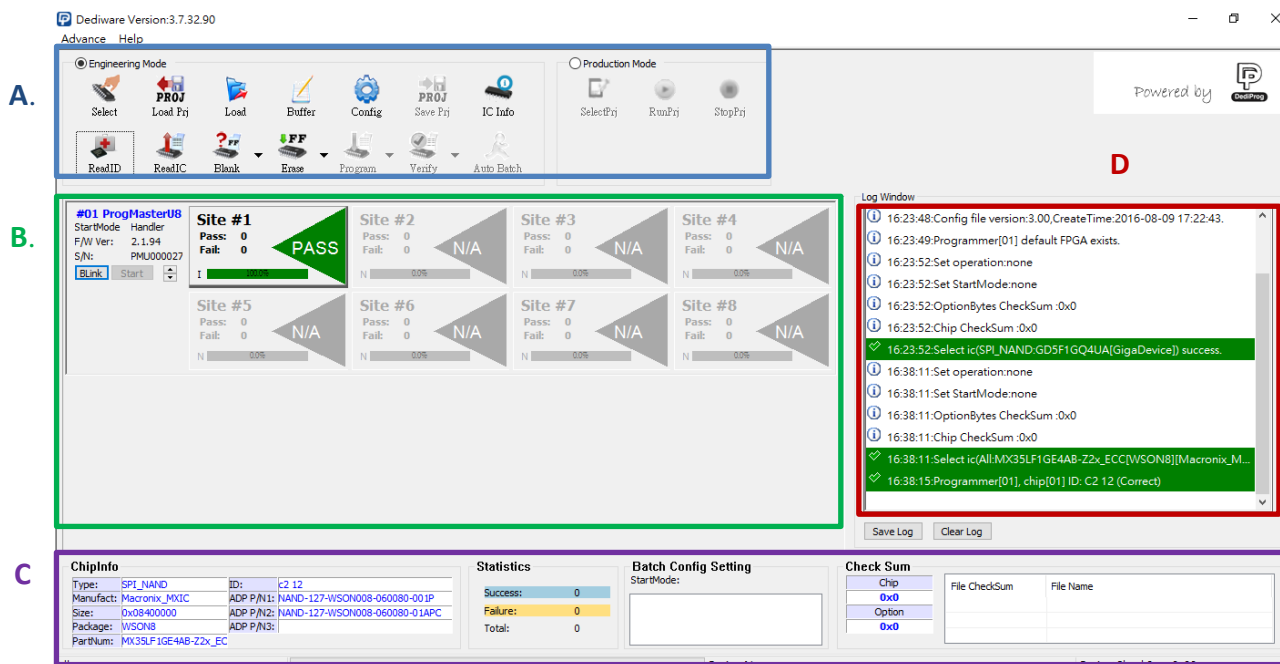 Dediware Version:3.7.32.90
Advance Help
Engineering Mode
Production Mode
A.
Select
Load Prj
Load
Buffer
Config
Save Prj
IC Info
SelectPrj
RunPrj
StopPrj
PROJ
PROJ
Powered by
DediProg
ReadID
ReadIC
Blank
Erase
Program
Verify
Auto Batch
FF
FF
D
B.
#01 ProgMasterU8
StartMode Handler
F/W Ver: 2.1.94
S/N: PMU000027
BLink Start
Site #1
Pass: 0
Fail: 0
PASS
I 100.0%
Site #2
Pass: 0
Fail: 0
N/A
N 0.0%
Site #3
Pass: 0
Fail: 0
N/A
N 0.0%
Site #4
Pass: 0
Fail: 0
N/A
N 0.0%
Site #5
Pass: 0
Fail: 0
N/A
N 0.0%
Site #6
Pass: 0
Fail: 0
N/A
N 0.0%
Site #7
Pass: 0
Fail: 0
N/A
N 0.0%
Site #8
Pass: 0
Fail: 0
N/A
N 0.0%
Log Window
16:23:48:Config file version:3.00,CreateTime:2016-08-09 17:22:43.
16:23:49:Programmer[01] default FPGA exists.
16:23:52:Set operation:none
16:23:52:Set StartMode:none
16:23:52:OptionBytes CheckSum :0x0
16:23:52:Chip CheckSum :0x0
16:23:52:Select ic(SPI_NAND:GD5F1GQ4UA[GigaDevice]) success.
16:38:11:Set operation:none
16:38:11:Set StartMode:none
16:38:11:OptionBytes CheckSum :0x0
16:38:11:Chip CheckSum :0x0
16:38:11:Select ic(All:MX35LF1GE4AB-Z2x_ECC[WSON8][Macronix_M...
16:38:15:Programmer[01], chip[01] ID: C2 12 (Correct)
Save Log Clear Log
C
ChipInfo
Type: SPI_NAND ID: c2 12
Manufact: Macronix_MXIC ADP P/N1: NAND-127-WSON008-060080-001P
Size: 0x08400000 ADP P/N2: NAND-127-WSON008-060080-01APC
Package: WSON8 ADP P/N3:
PartNum: MX35LF1GE4AB-Z2x_EC
Statistics
Success: 0
Failure: 0
Total: 0
Batch Config Setting
StartMode:
Check Sum
Chip
0x0
Option
0x0
File CheckSum File Name